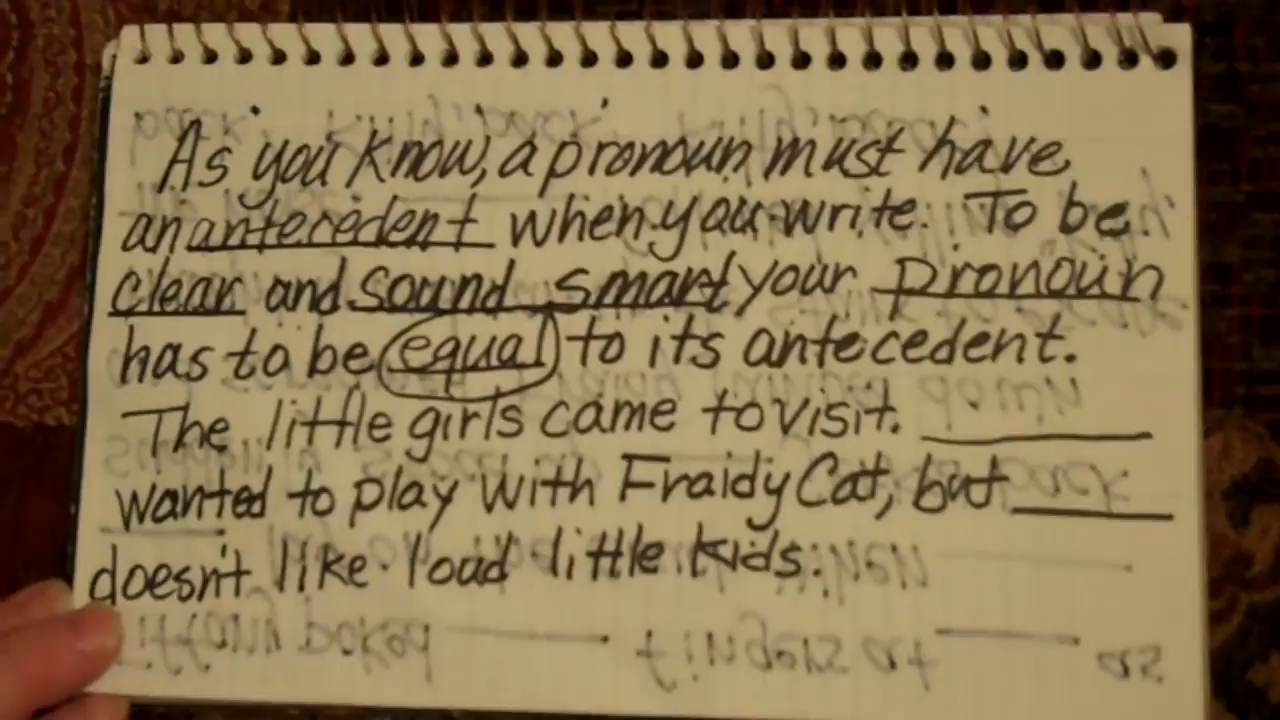 As you know, a pronoun must have
an antecedent when you write. To be
clear and sound smart your pronoun
has to be equal to its antecedent.
The little girls came to visit. ________
wanted to play with Fraidy Cat, but ______
doesn't like loud little kids.